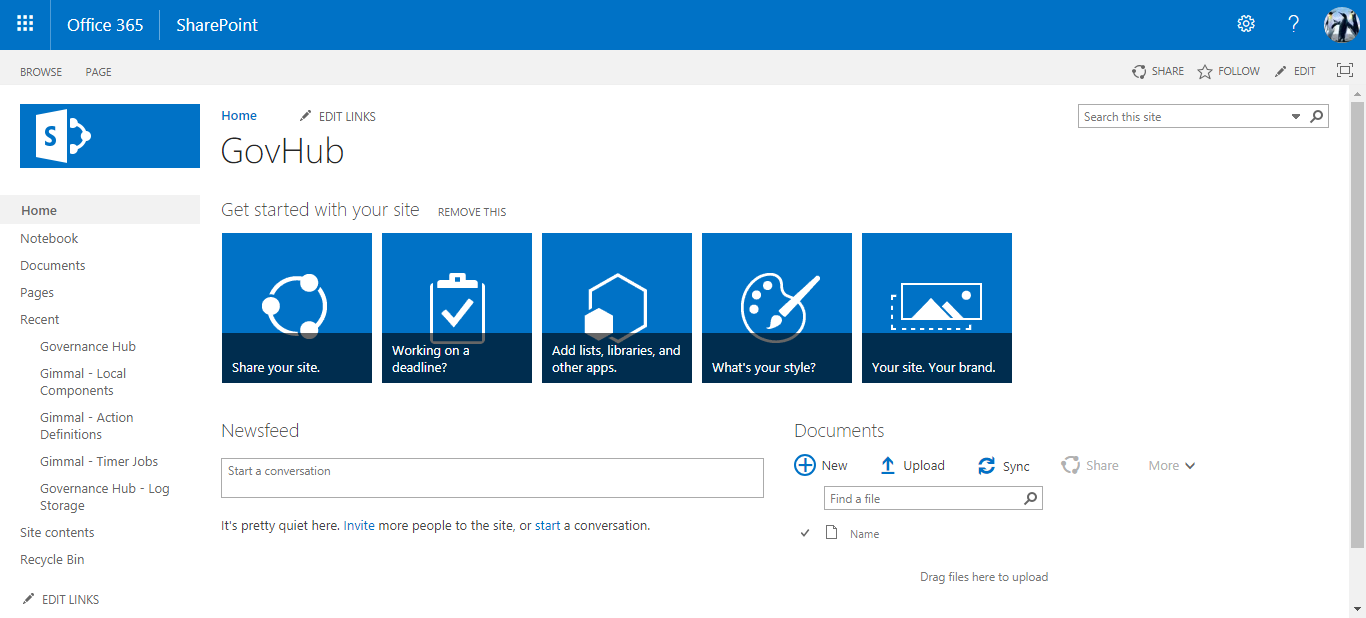 Office 365 SharePoint ?
BROWSE PAGE SHARE FOLLOW EDIT
S
Home EDIT LINKS
Search this site
GovHub
Home
Notebook
Documents
Pages
Recent
Governance Hub
Gimmal - Local
Components
Gimmal - Action
Definitions
Gimmal - Timer Jobs
Governance Hub - Log
Storage
Site contents
Recycle Bin
EDIT LINKS
Get started with your site REMOVE THIS
Share your site.
Working on a
deadline?
Add lists, libraries, and
other apps.
What's your style?
Your site. Your brand.
Newsfeed
Start a conversation
It's pretty quiet here. Invite more people to the site, or start a conversation.
Documents
New Upload Sync Share More
Find a file
Name
Drag files here to upload